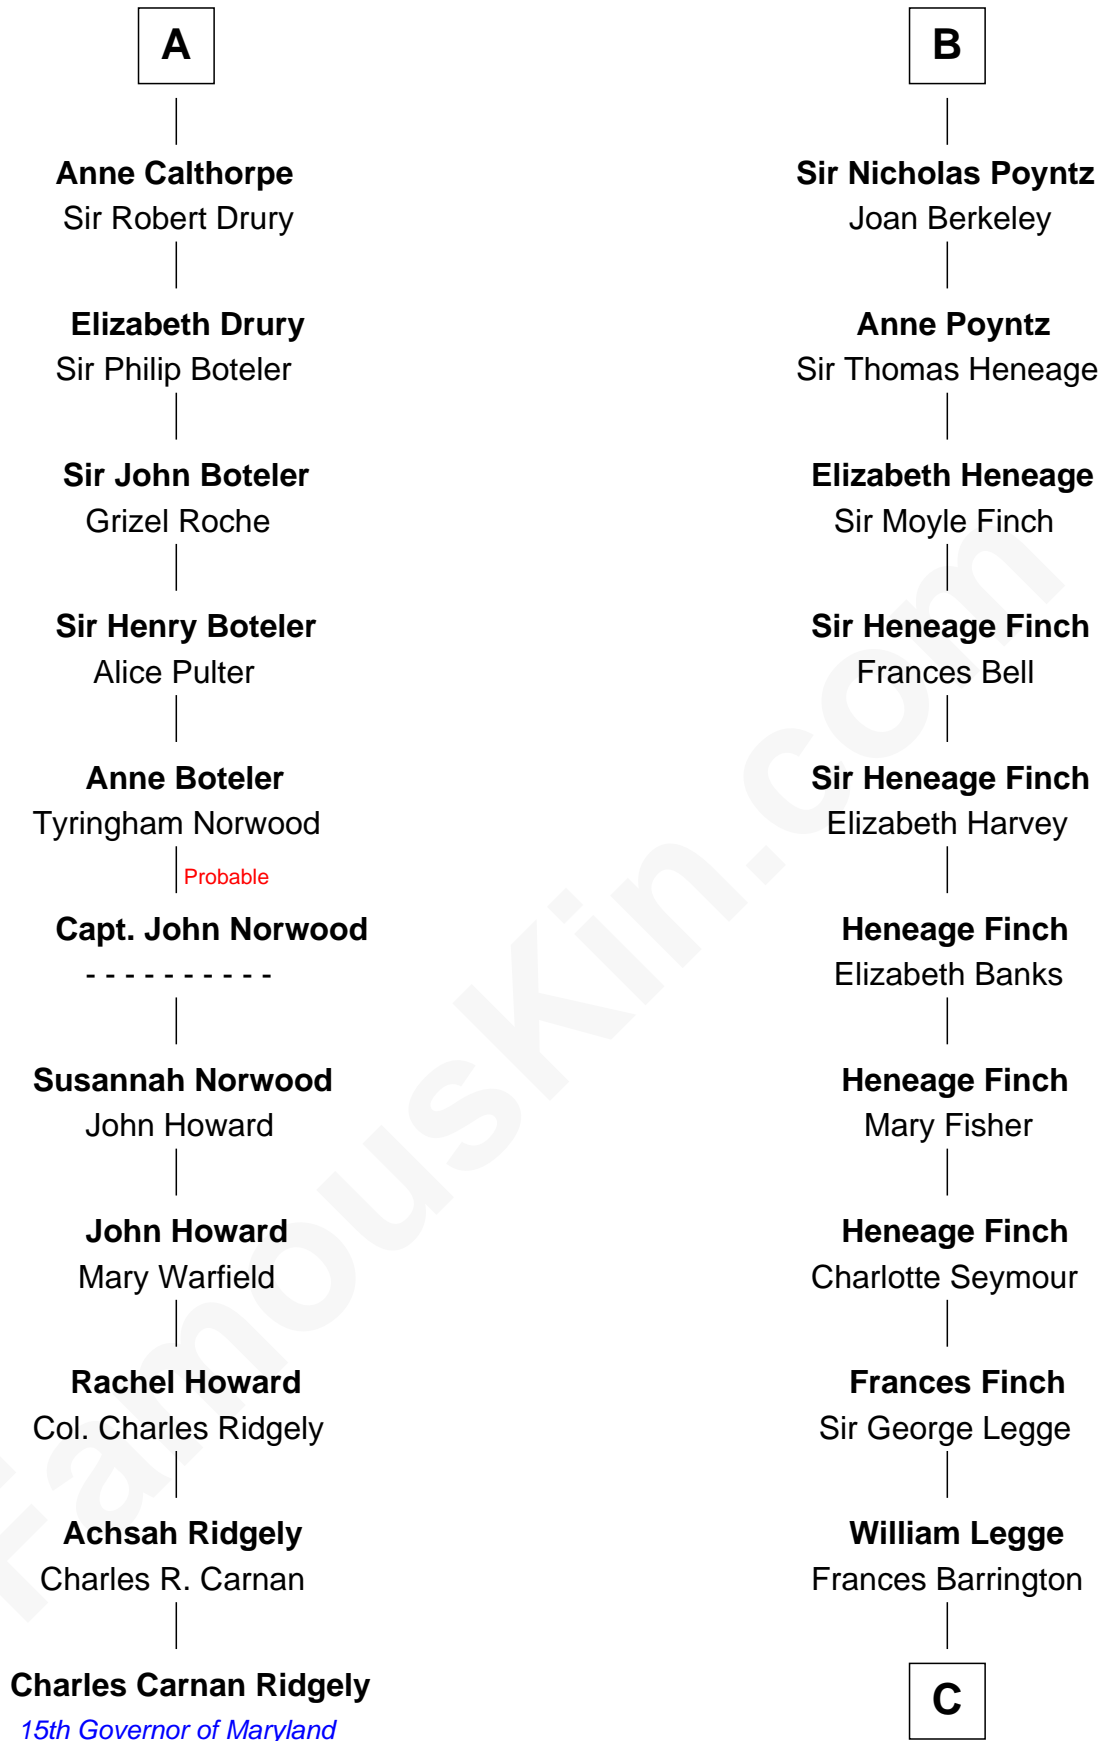 A
Anne Calthorpe
Sir Robert Drury
Elizabeth Drury
Sir Philip Boteler
Sir John Boteler
Grizel Roche
Sir Henry Boteler
Alice Pulter
Anne Boteler
Tyringham Norwood
Probable
Capt. John Norwood
- - - - - - - - - -
Susannah Norwood
John Howard
John Howard
Mary Warfield
Rachel Howard
Col. Charles Ridgely
Achsah Ridgely
Charles R. Carnan
Charles Carnan Ridgely
15th Governor of Maryland
B
Sir Nicholas Poyntz
Joan Berkeley
Anne Poyntz
Sir Thomas Heneage
Elizabeth Heneage
Sir Moyle Finch
Sir Heneage Finch
Frances Bell
Sir Heneage Finch
Elizabeth Harvey
Heneage Finch
Elizabeth Banks
Heneage Finch
Mary Fisher
Heneage Finch
Charlotte Seymour
Frances Finch
Sir George Legge
William Legge
Frances Barrington
C
FamousKin.com